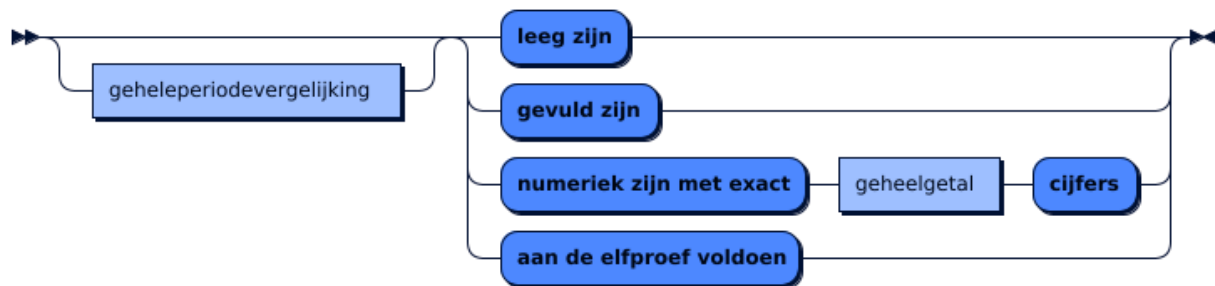 leeg zijn
geheleperiodevergelijking
gevuld zijn
numeriek zijn met exact geheelgetal cijfers
aan de elfproef voldoen